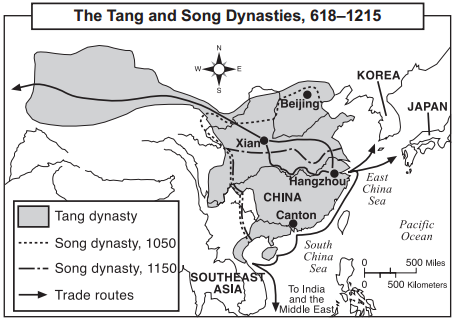 The Tang and Song Dynasties, 618–1215
N
W
E
S
KOREA
JAPAN
Beijing
Xian
Hangzhou
East
China
Sea
CHINA
Canton
Pacific
Ocean
South
China
Sea
SOUTHEAST
ASIA
To India
and the
Middle East
0 500 Miles
0 500 Kilometers
Tang dynasty
Song dynasty, 1050
Song dynasty, 1150
Trade routes